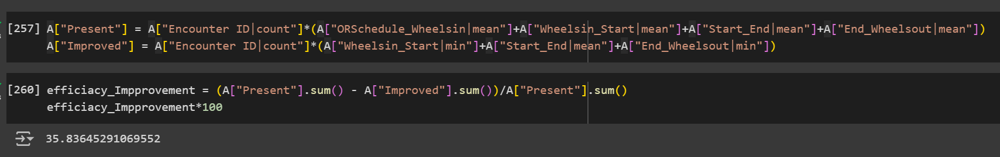 [257] A["Present"] = A["Encounter ID|count"]*(A["ORSchedule_Wheelsin|mean"]+A["Wheelsin_Start|mean"]+A["Start_End|mean"]+A["End_Wheelsout|mean"])
A["Improved"] = A["Encounter ID|count"]*(A["Wheelsin_Start|min"]+A["Start_End|mean"]+A["End_Wheelsout|min"])
[260] efficiacy_Impprovement = (A["Present"].sum() - A["Improved"].sum())/A["Present"].sum()
efficiacy_Impprovement*100
35.83645291069552